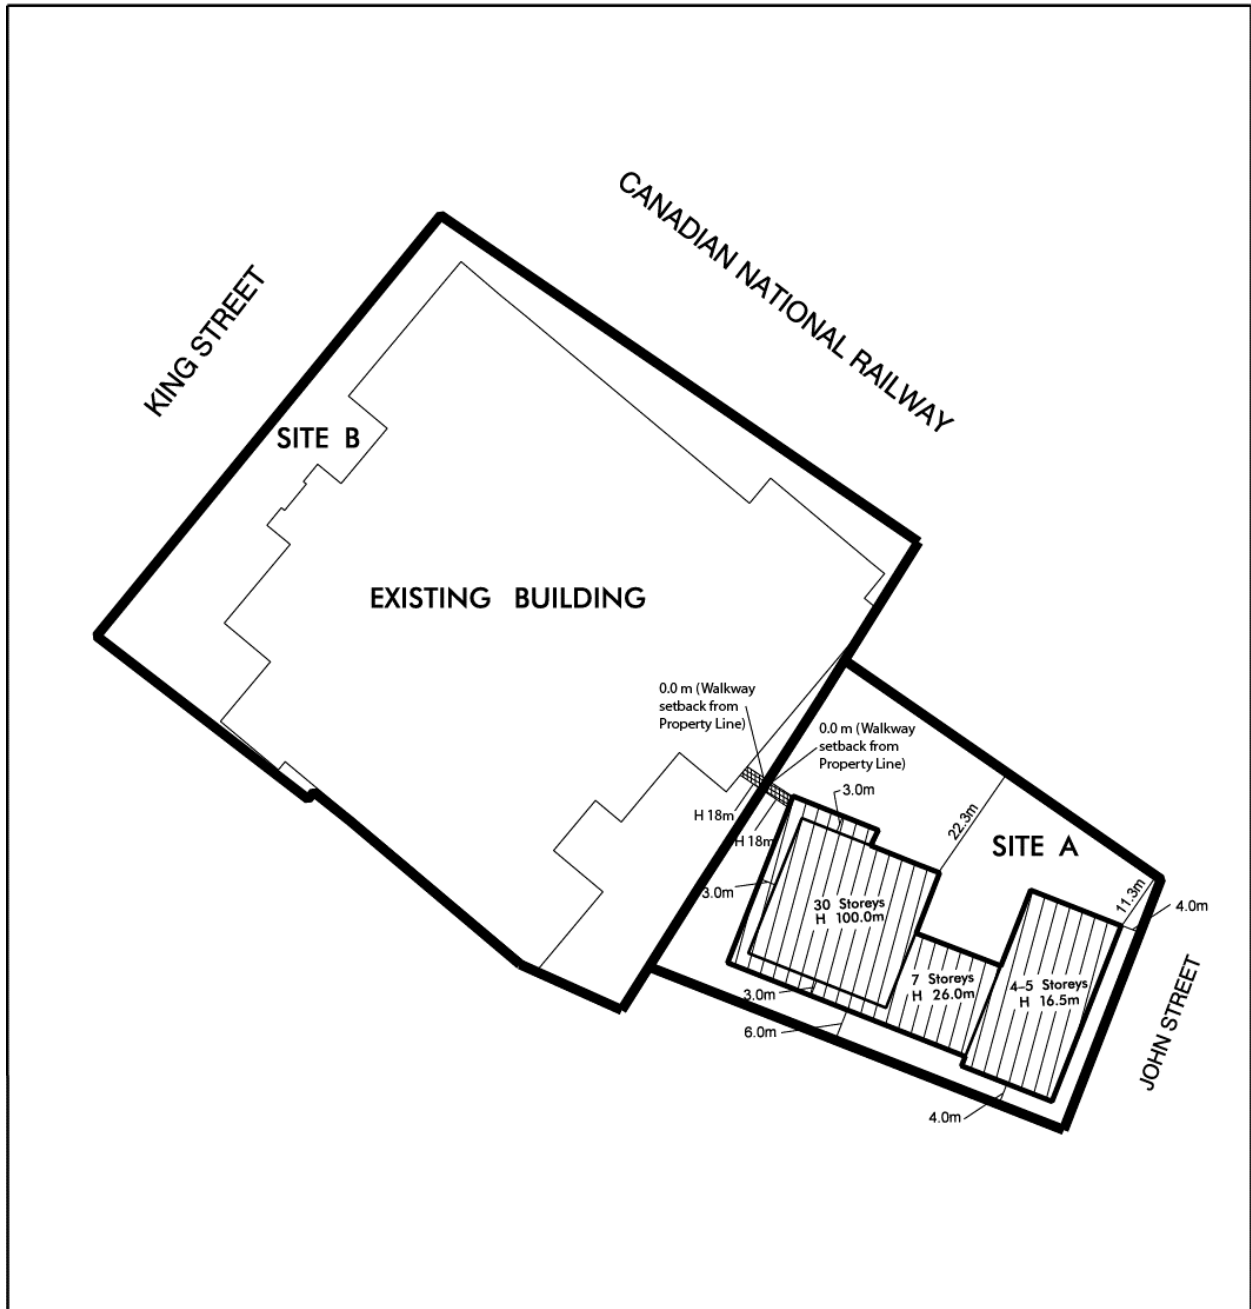 CANADIAN NATIONAL RAILWAY
KING STREET
SITE B
EXISTING BUILDING
0.0 m (Walkway
setback from
Property Line)
0.0 m (Walkway
setback from
Property Line)
3.0m
H 18m
H 18m
22.3m
SITE A
3.0m
30 Storeys
H 100.0m
11.3m
4.0m
7 Storeys
H 26.0m
4-5 Storeys
H 16.5m
3.0m
6.0m
4.0m
JOHN STREET